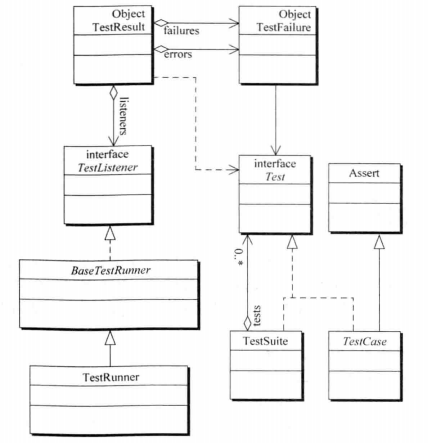 Object
TestResult
Object
TestFailure
failures
errors
listeners
interface
TestListener
interface
Test
Assert
BaseTestRunner
0.. *
tests
TestRunner
TestSuite
TestCase